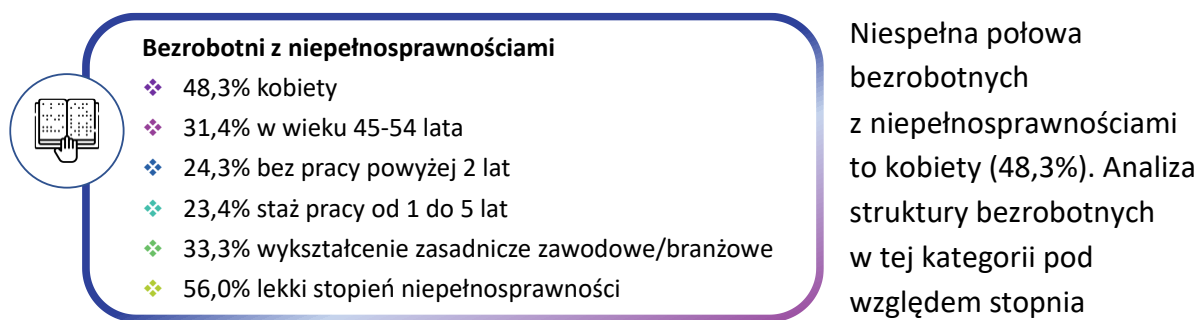 Bezrobotni z niepełnosprawnościami
48,3% kobiety
31,4% w wieku 45-54 lata
24,3% bez pracy powyżej 2 lat
23,4% staż pracy od 1 do 5 lat
33,3% wykształcenie zasadnicze zawodowe/branżowe
56,0% lekki stopień niepełnosprawności
Niespełna połowa
bezrobotnych
z niepełnosprawnościami
to kobiety (48,3%). Analiza
struktury bezrobotnych
w tej kategorii pod
względem stopnia